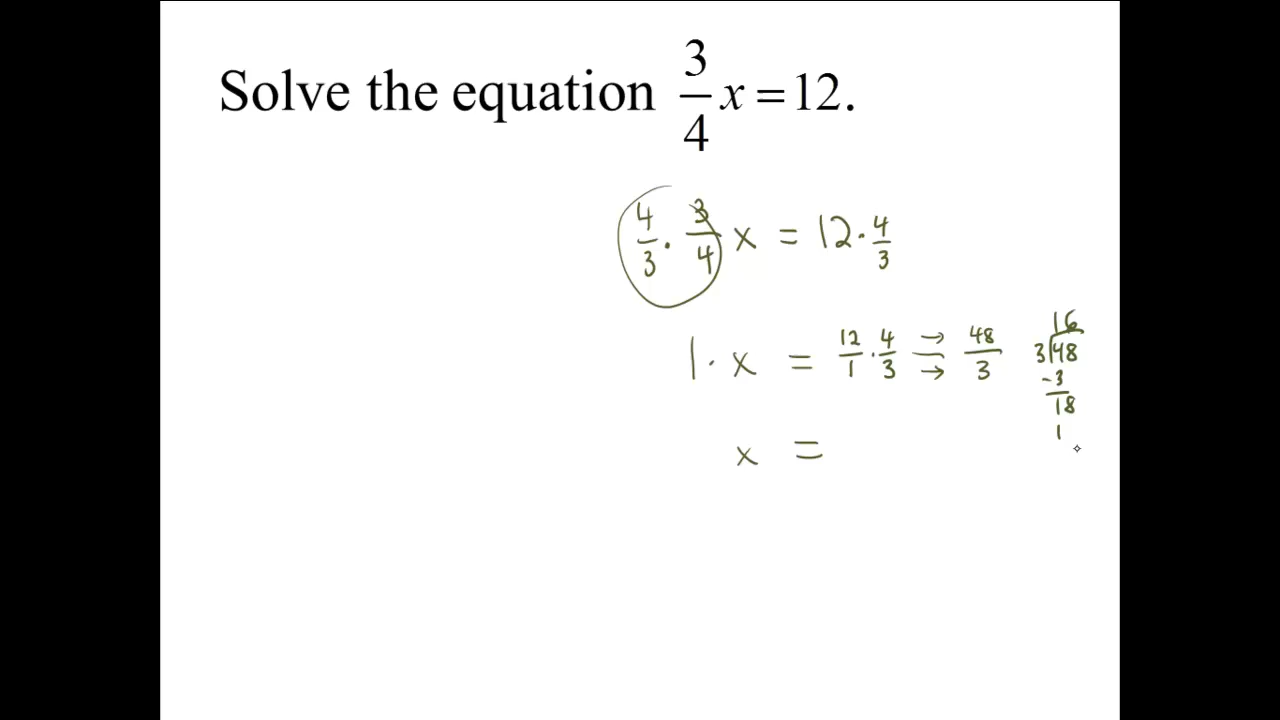 Solve the equation 3/4 x = 12.
4/3 · 3/4 x = 12 · 4/3
1 · x = 12/1 · 4/3 → → 48/3
16
3 48
-3
18
1
x =